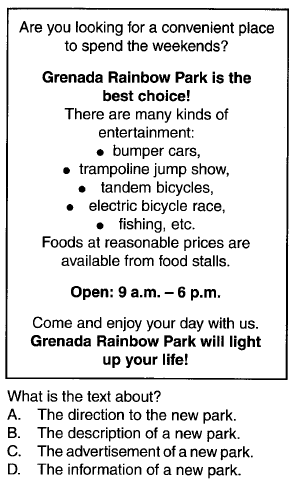 Are you looking for a convenient place
to spend the weekends?
Grenada Rainbow Park is the
best choice!
There are many kinds of
entertainment:
● bumper cars,
● trampoline jump show,
● tandem bicycles,
● electric bicycle race,
● fishing, etc.
Foods at reasonable prices are
available from food stalls.
Open: 9 a.m. – 6 p.m.
Come and enjoy your day with us.
Grenada Rainbow Park will light
up your life!
What is the text about?
A. The direction to the new park.
B. The description of a new park.
C. The advertisement of a new park.
D. The information of a new park.